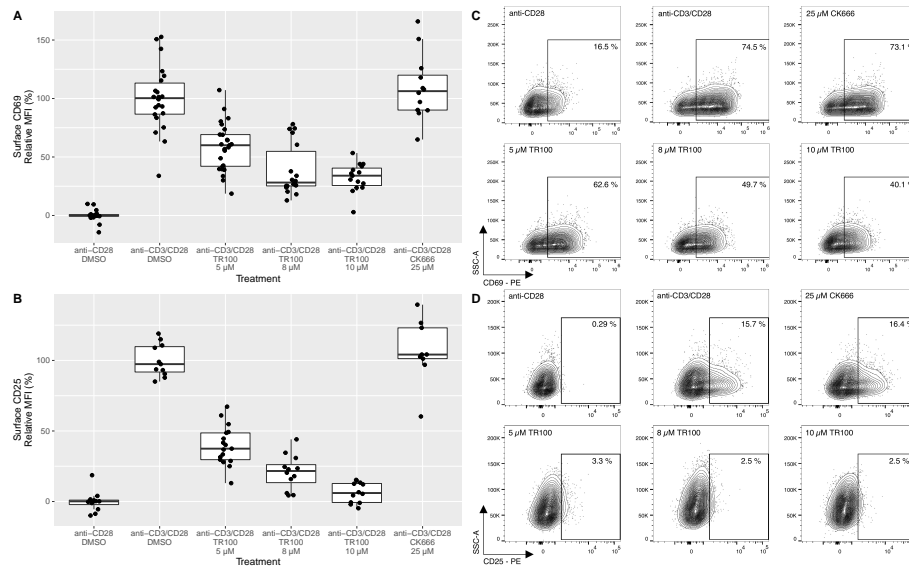 A
Surface CD69
Relative MFI (%)
150
100
50
0
anti−CD28
DMSO
anti−CD3/CD28
DMSO
anti−CD3/CD28
TR100
5 μM
anti−CD3/CD28
TR100
8 μM
anti−CD3/CD28
TR100
10 μM
anti−CD3/CD28
CK666
25 μM
Treatment
B
Surface CD25
Relative MFI (%)
100
50
0
anti−CD28
DMSO
anti−CD3/CD28
DMSO
anti−CD3/CD28
TR100
5 μM
anti−CD3/CD28
TR100
8 μM
anti−CD3/CD28
TR100
10 μM
anti−CD3/CD28
CK666
25 μM
Treatment
C
anti-CD28
16.5 %
anti-CD3/CD28
74.5 %
25 μM CK666
73.1 %
5 μM TR100
62.6 %
8 μM TR100
49.7 %
10 μM TR100
40.1 %
SSC-A
CD69 - PE
D
anti-CD28
0.29 %
anti-CD3/CD28
15.7 %
25 μM CK666
16.4 %
5 μM TR100
3.3 %
8 μM TR100
2.5 %
10 μM TR100
2.5 %
SSC-A
CD25 - PE